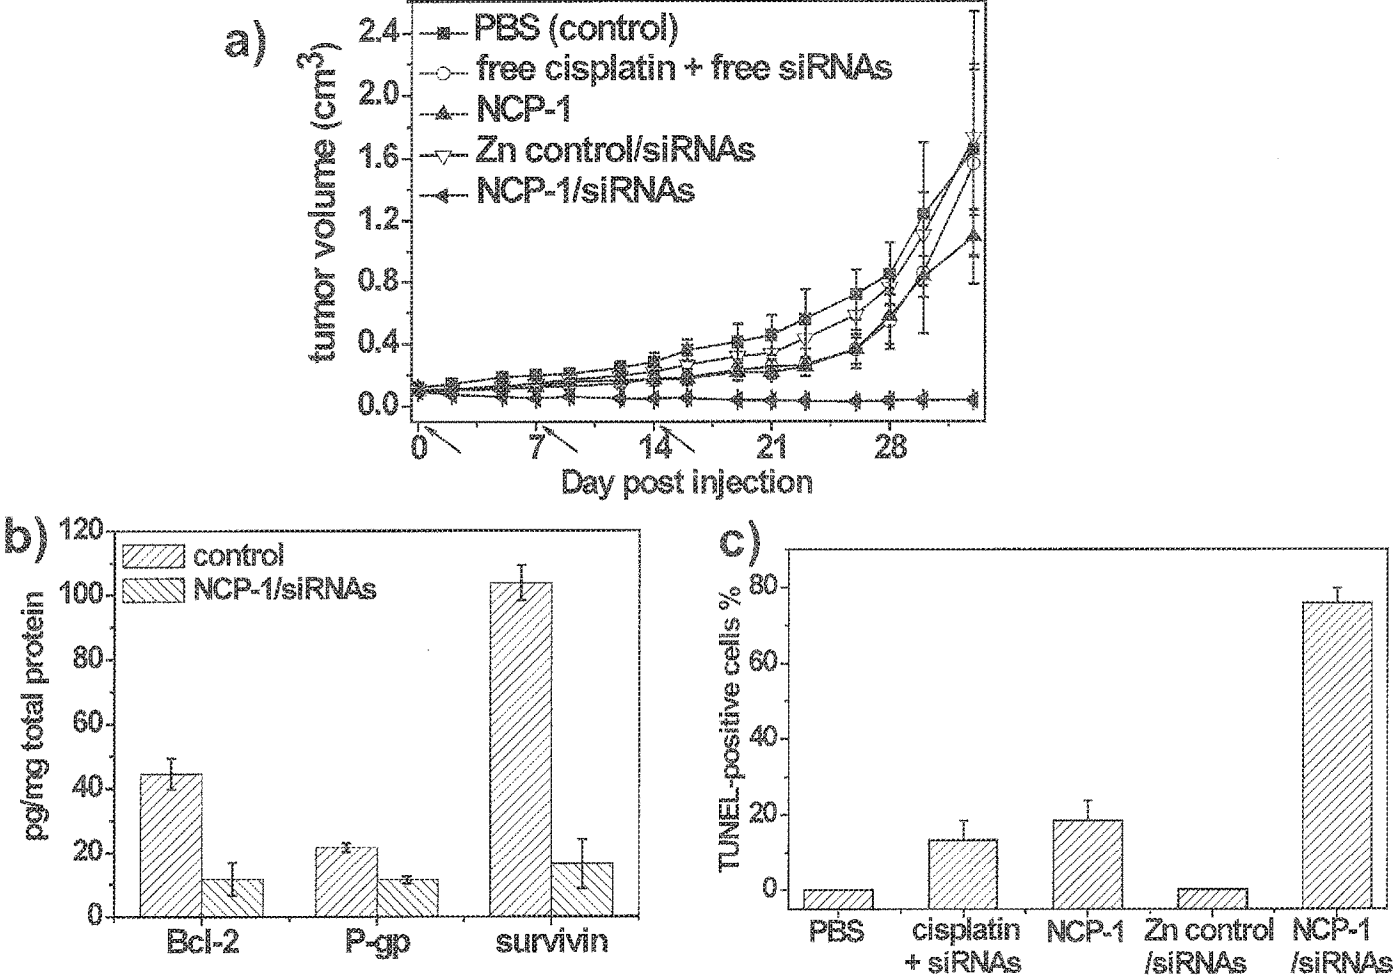 a)
tumor volume (cm3)
2.4
2.0
1.6
1.2
0.8
0.4
0.0
PBS (control)
free cisplatin + free siRNAs
NCP-1
Zn control/siRNAs
NCP-1/siRNAs
0 7 14 21 28
Day post injection
b)
pg/mg total protein
120
100
80
60
40
20
0
control
NCP-1/siRNAs
Bcl-2 P-gp survivin
c)
TUNEL-positive cells %
80
60
40
20
0
PBS cisplatin NCP-1 Zn control NCP-1
+ siRNAs /siRNAs /siRNAs